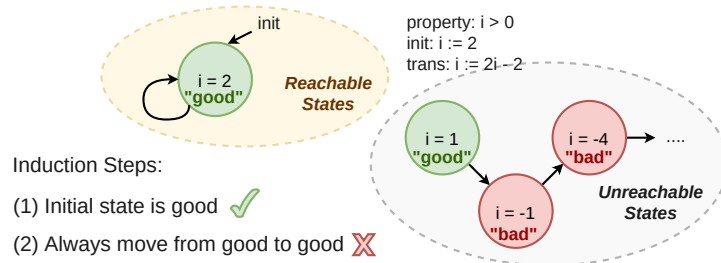 init
property: i > 0
init: i := 2
trans: i := 2i - 2
i = 2
"good"
Reachable
States
i = 1
"good"
i = -4
"bad"
....
i = -1
"bad"
Unreachable
States
Induction Steps:
(1) Initial state is good
(2) Always move from good to good